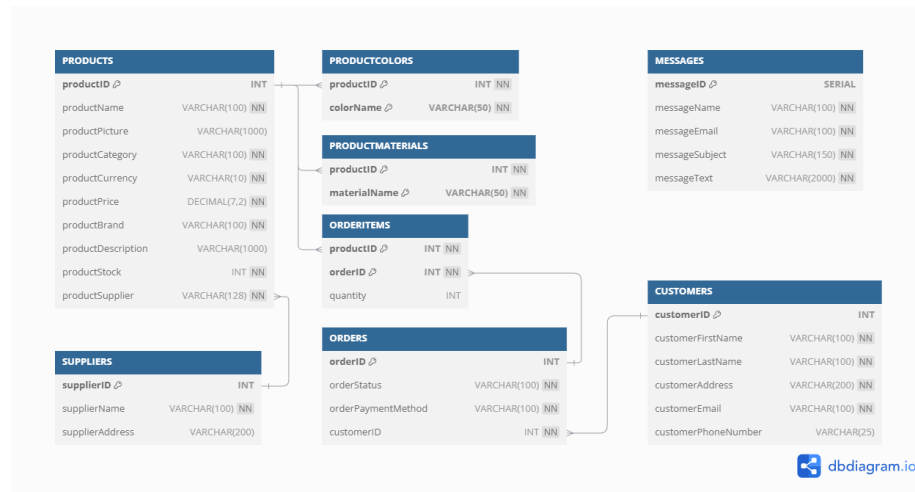 PRODUCTS
productID INT
productName VARCHAR(100) NN
productPicture VARCHAR(1000)
productCategory VARCHAR(100) NN
productCurrency VARCHAR(10) NN
productPrice DECIMAL(7,2) NN
productBrand VARCHAR(100) NN
productDescription VARCHAR(1000)
productStock INT NN
productSupplier VARCHAR(128) NN
SUPPLIERS
supplierID INT
supplierName VARCHAR(100) NN
supplierAddress VARCHAR(200)
PRODUCTCOLORS
productID INT NN
colorName VARCHAR(50) NN
PRODUCTMATERIALS
productID INT NN
materialName VARCHAR(50) NN
ORDERITEMS
productID INT NN
orderID INT NN
quantity INT
ORDERS
orderID INT
orderStatus VARCHAR(100) NN
orderPaymentMethod VARCHAR(100) NN
customerID INT NN
MESSAGES
messageID SERIAL
messageName VARCHAR(100) NN
messageEmail VARCHAR(100) NN
messageSubject VARCHAR(150) NN
messageText VARCHAR(2000) NN
CUSTOMERS
customerID INT
customerFirstName VARCHAR(100) NN
customerLastName VARCHAR(100) NN
customerAddress VARCHAR(200) NN
customerEmail VARCHAR(100) NN
customerPhoneNumber VARCHAR(25)
dbdiagram.io